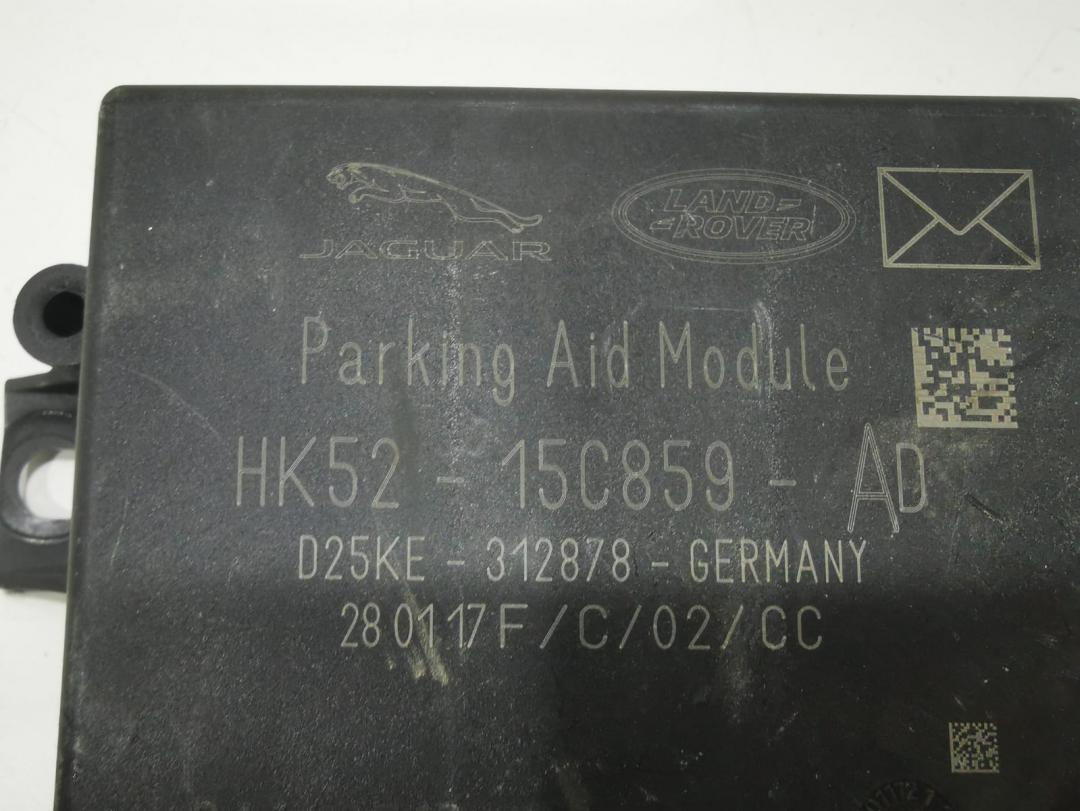 JAGUAR
LAND-
-ROVER
Parking Aid Module
HK52 - 15C859 - AD
D25KE - 312878 - GERMANY
280117F/C/02/CC